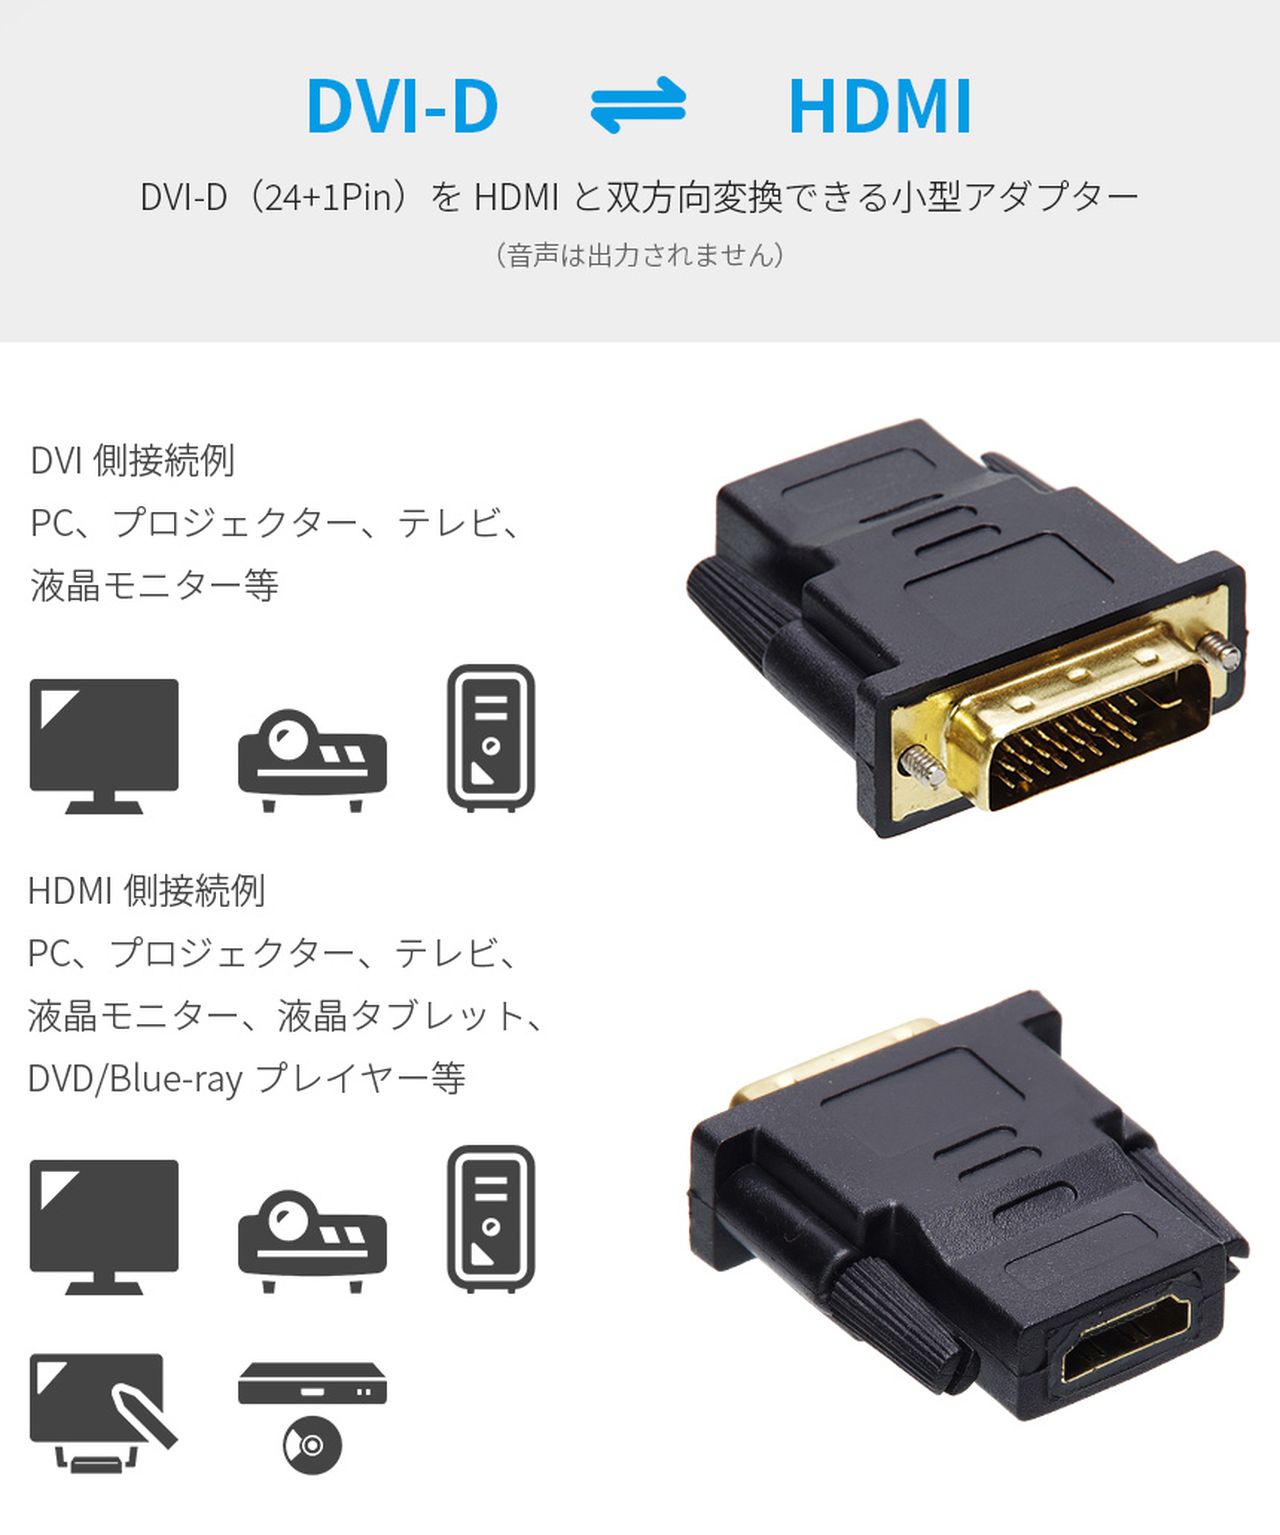 DVI-D ⇌ HDMI
DVI-D（24+1Pin）を HDMI と双方向変換できる小型アダプター
（音声は出力されません）
DVI 側接続例
PC、プロジェクター、テレビ、
液晶モニター等
HDMI 側接続例
PC、プロジェクター、テレビ、
液晶モニター、液晶タブレット、
DVD/Blue-ray プレイヤー等